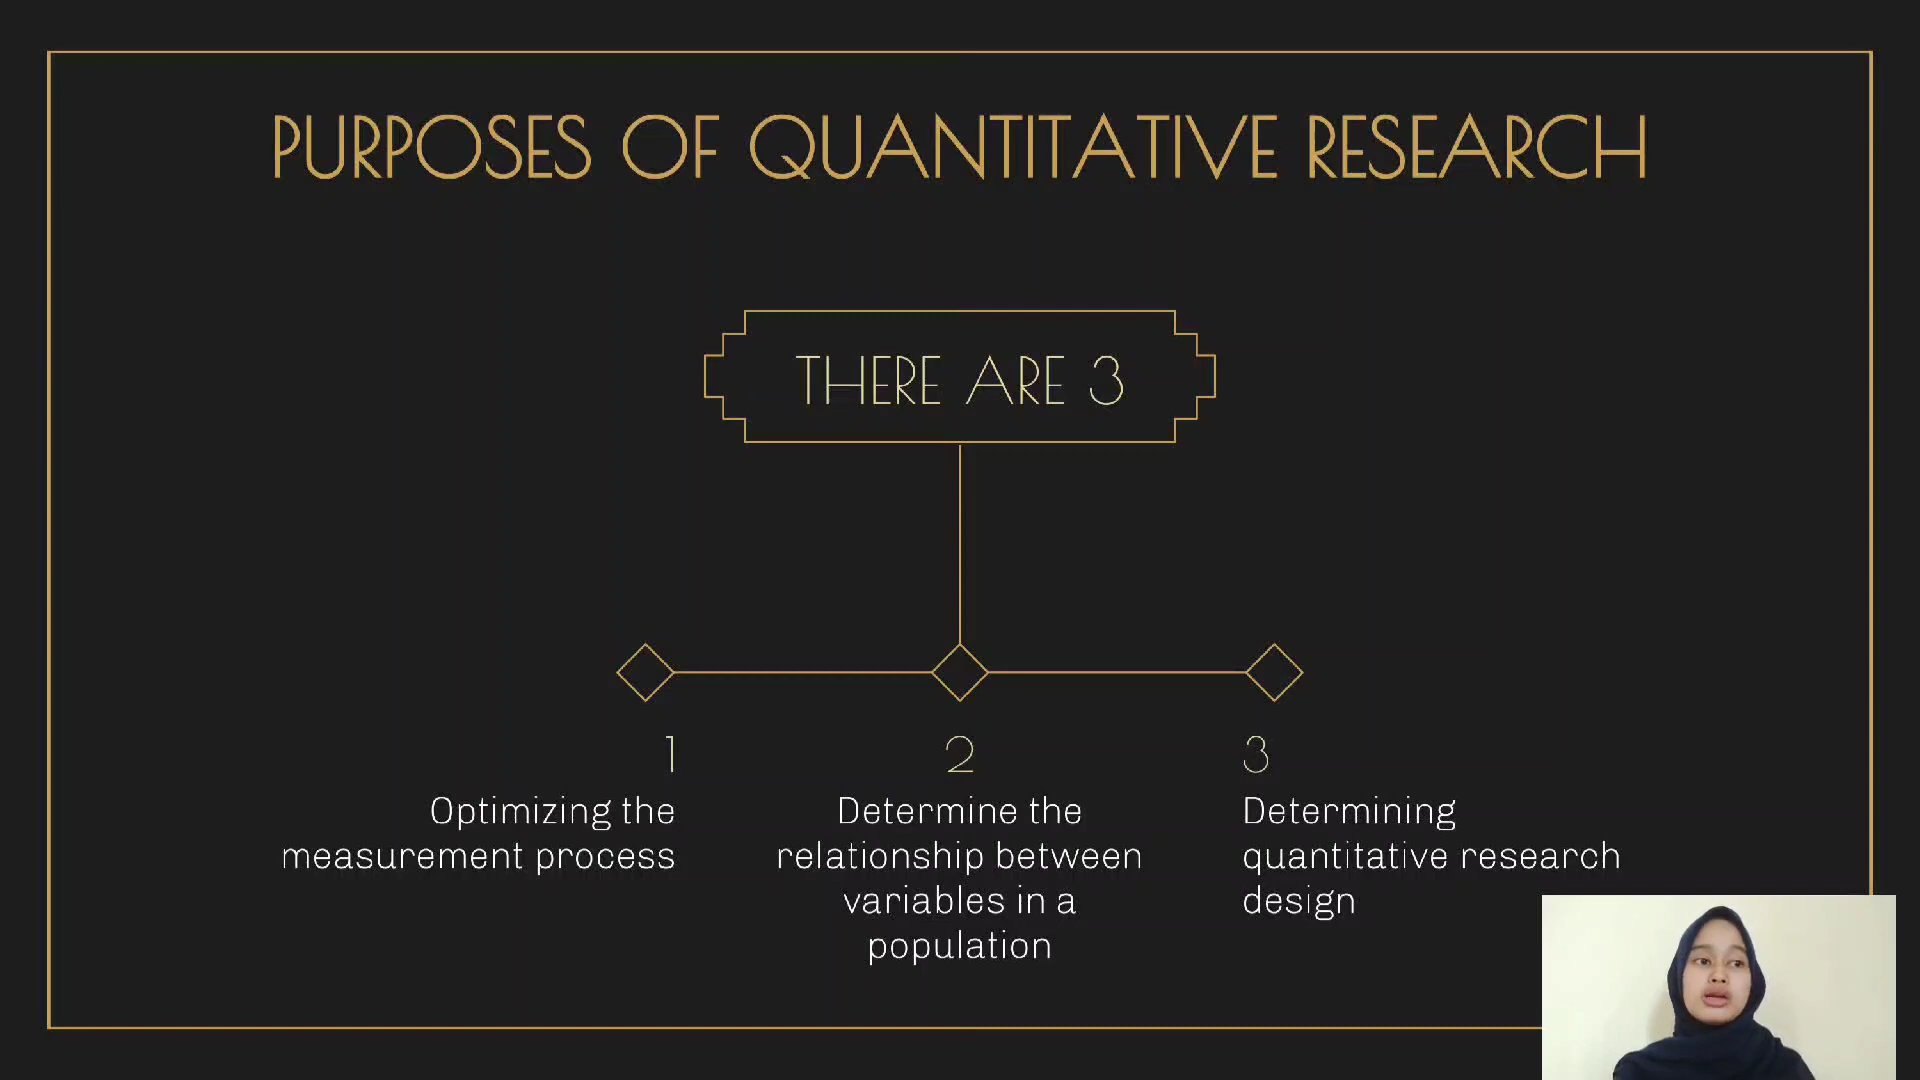 PURPOSES OF QUANTITATIVE RESEARCH
THERE ARE 3
1
Optimizing the
measurement process
2
Determine the
relationship between
variables in a
population
3
Determining
quantitative research
design